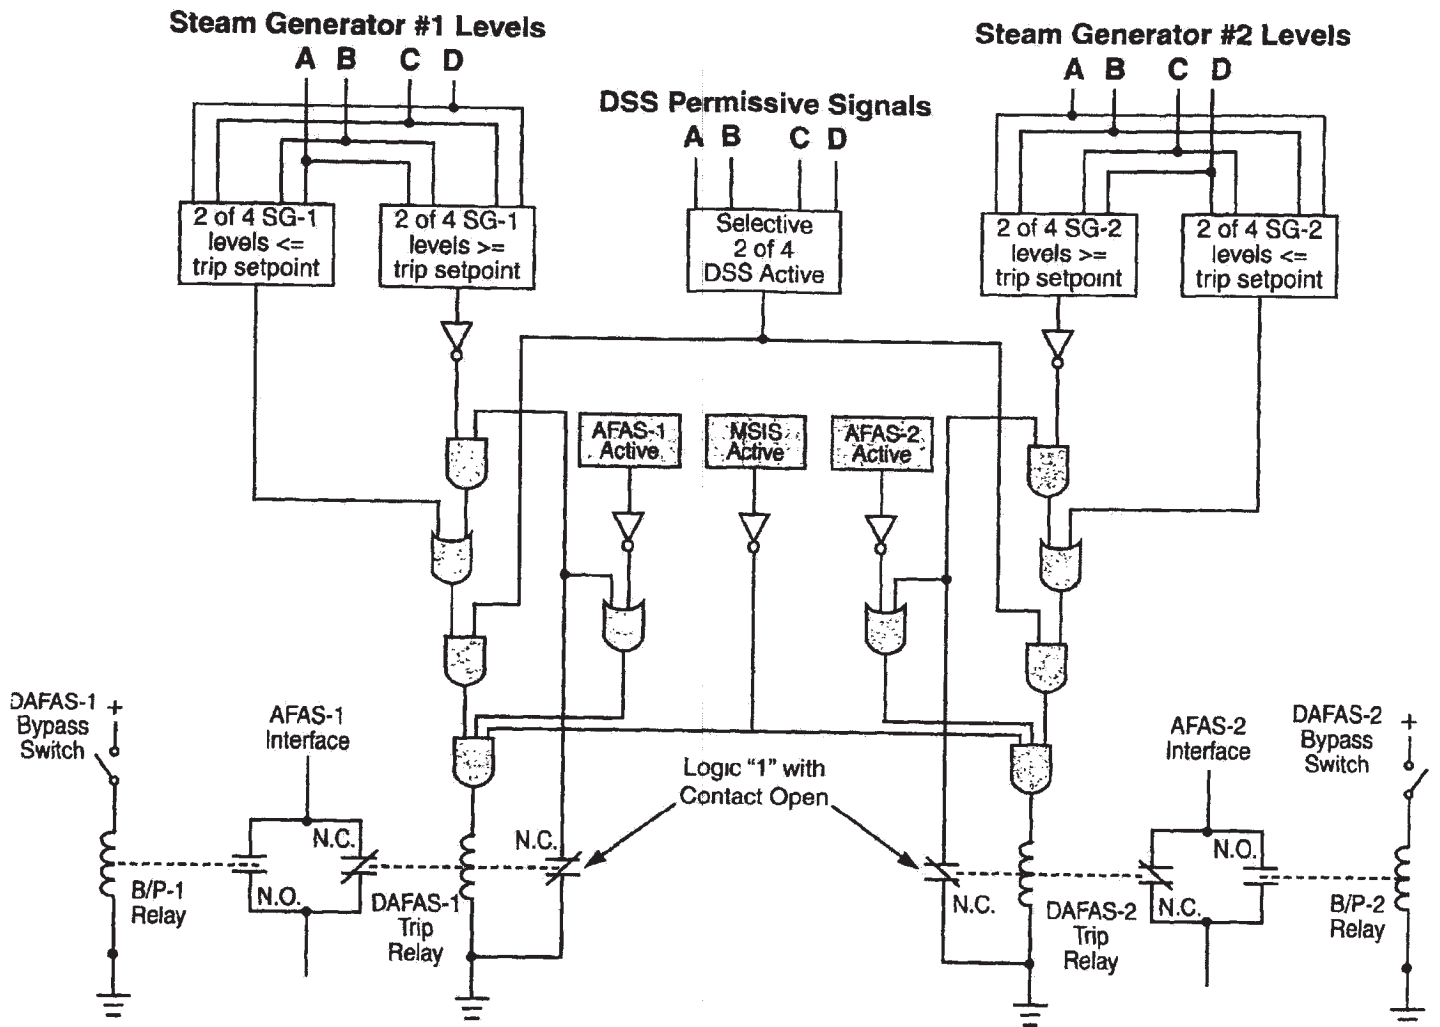 Steam Generator #1 Levels
A B C D
Steam Generator #2 Levels
A B C D
DSS Permissive Signals
A B C D
2 of 4 SG-1
levels <=
trip setpoint
2 of 4 SG-1
levels >=
trip setpoint
Selective
2 of 4
DSS Active
2 of 4 SG-2
levels >=
trip setpoint
2 of 4 SG-2
levels <=
trip setpoint
AFAS-1
Active
MSIS
Active
AFAS-2
Active
DAFAS-1
Bypass
Switch
+
AFAS-1
Interface
Logic "1" with
Contact Open
AFAS-2
Interface
DAFAS-2
Bypass
Switch
+
N.C.
N.C.
N.O.
B/P-1
Relay
N.O.
DAFAS-1
Trip
Relay
N.C.
DAFAS-2
Trip
Relay
N.C.
B/P-2
Relay